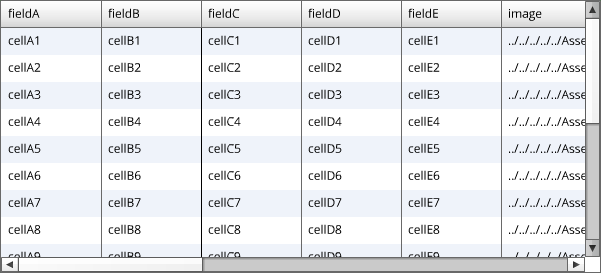 fieldA fieldB fieldC fieldD fieldE image
cellA1 cellB1 cellC1 cellD1 cellE1 ../../../../../Asse
cellA2 cellB2 cellC2 cellD2 cellE2 ../../../../../Asse
cellA3 cellB3 cellC3 cellD3 cellE3 ../../../../../Asse
cellA4 cellB4 cellC4 cellD4 cellE4 ../../../../../Asse
cellA5 cellB5 cellC5 cellD5 cellE5 ../../../../../Asse
cellA6 cellB6 cellC6 cellD6 cellE6 ../../../../../Asse
cellA7 cellB7 cellC7 cellD7 cellE7 ../../../../../Asse
cellA8 cellB8 cellC8 cellD8 cellE8 ../../../../../Asse
cellA9 cellB9 cellC9 cellD9 cellE9 ../../../../../Asse